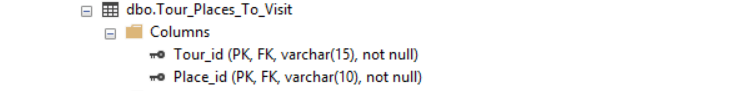 dbo.Tour_Places_To_Visit
Columns
Tour_id (PK, FK, varchar(15), not null)
Place_id (PK, FK, varchar(10), not null)